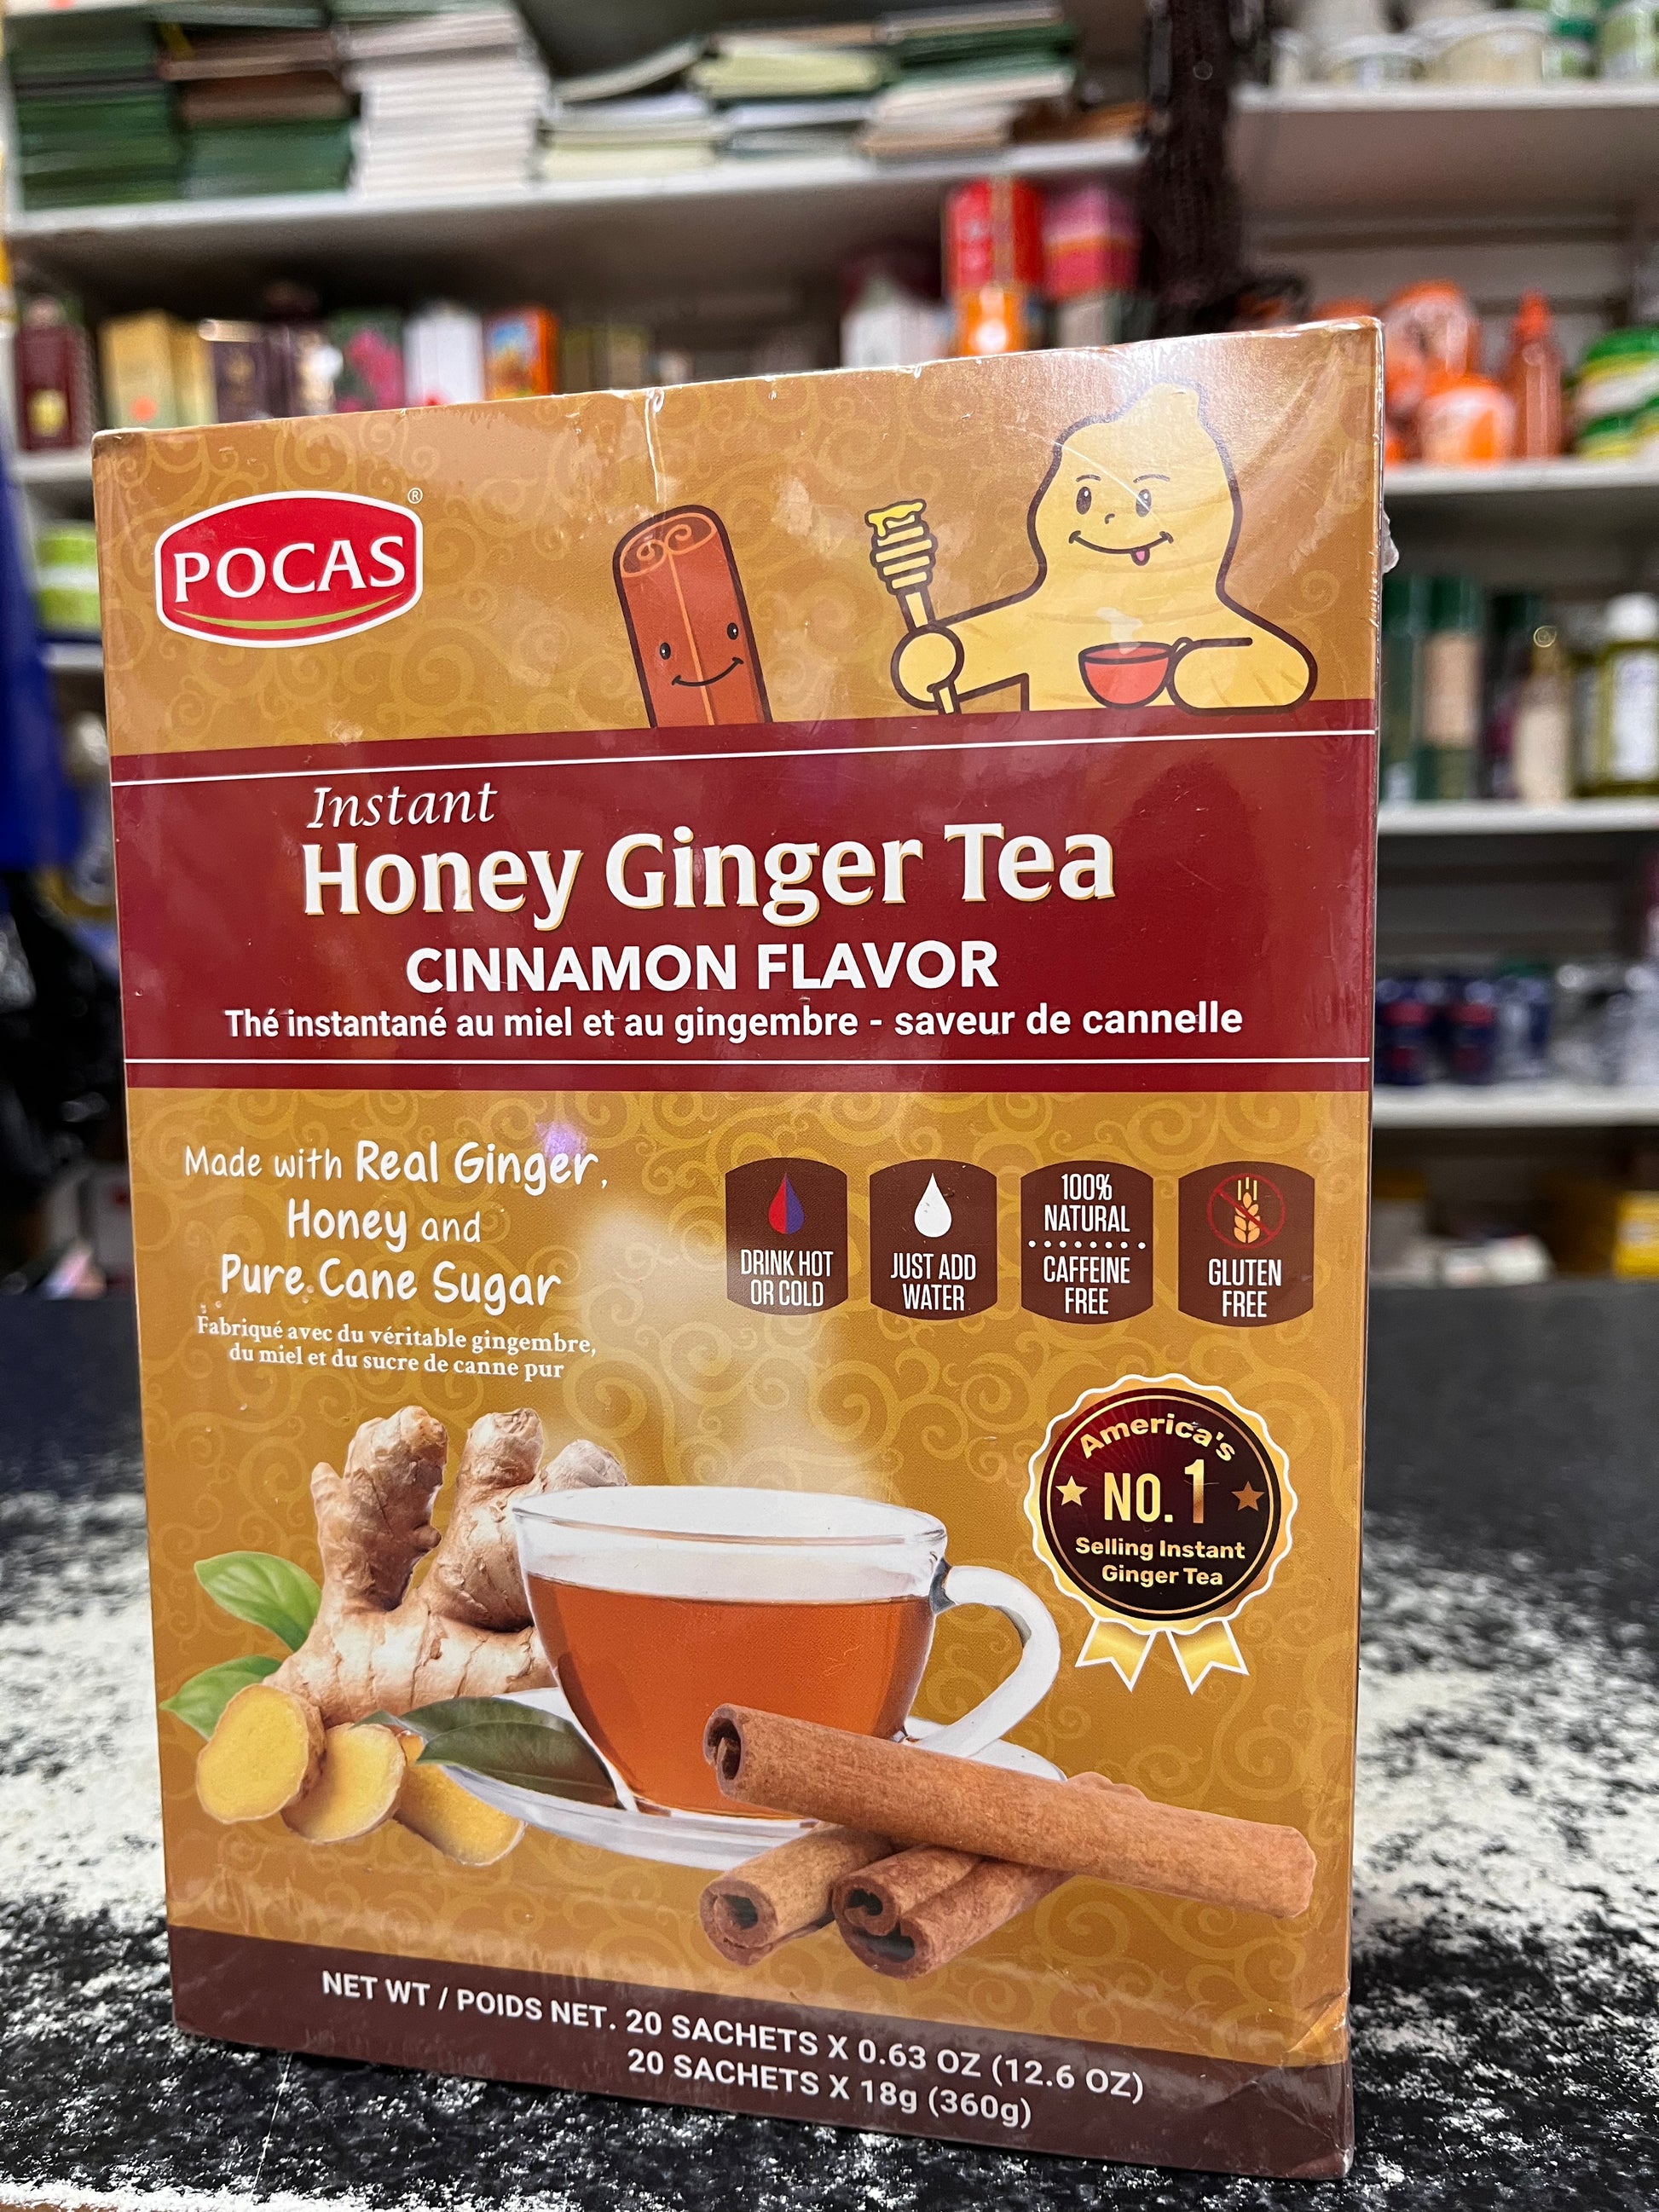 POCAS®
Instant
Honey Ginger Tea
CINNAMON FLAVOR
Thé instantané au miel et au gingembre - saveur de cannelle
Made with Real Ginger,
Honey and
Pure Cane Sugar
Fabriqué avec du véritable gingembre,
du miel et du sucre de canne pur
DRINK HOT
OR COLD
JUST ADD
WATER
100%
NATURAL
CAFFEINE
FREE
GLUTEN
FREE
America's
NO. 1
Selling Instant
Ginger Tea
NET WT / POIDS NET. 20 SACHETS X 0.63 OZ (12.6 OZ)
20 SACHETS X 18g (360g)